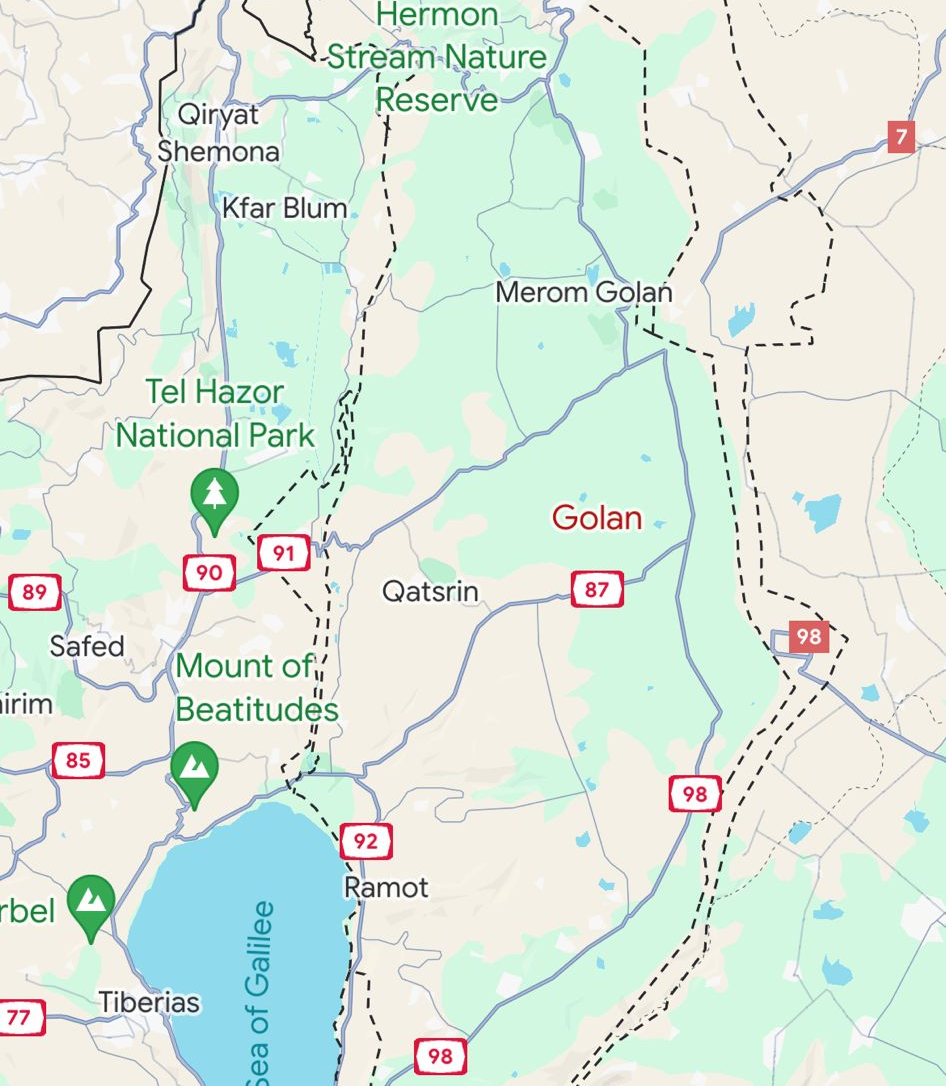 Hermon
Stream Nature
Reserve
Qiryat
Shemona
7
Kfar Blum
Merom Golan
Tel Hazor
National Park
Golan
91
90
89
87
Qatsrin
Safed
98
Mount of
Beatitudes
irim
85
98
92
Ramot
rbel
Sea of Galilee
Tiberias
77
98